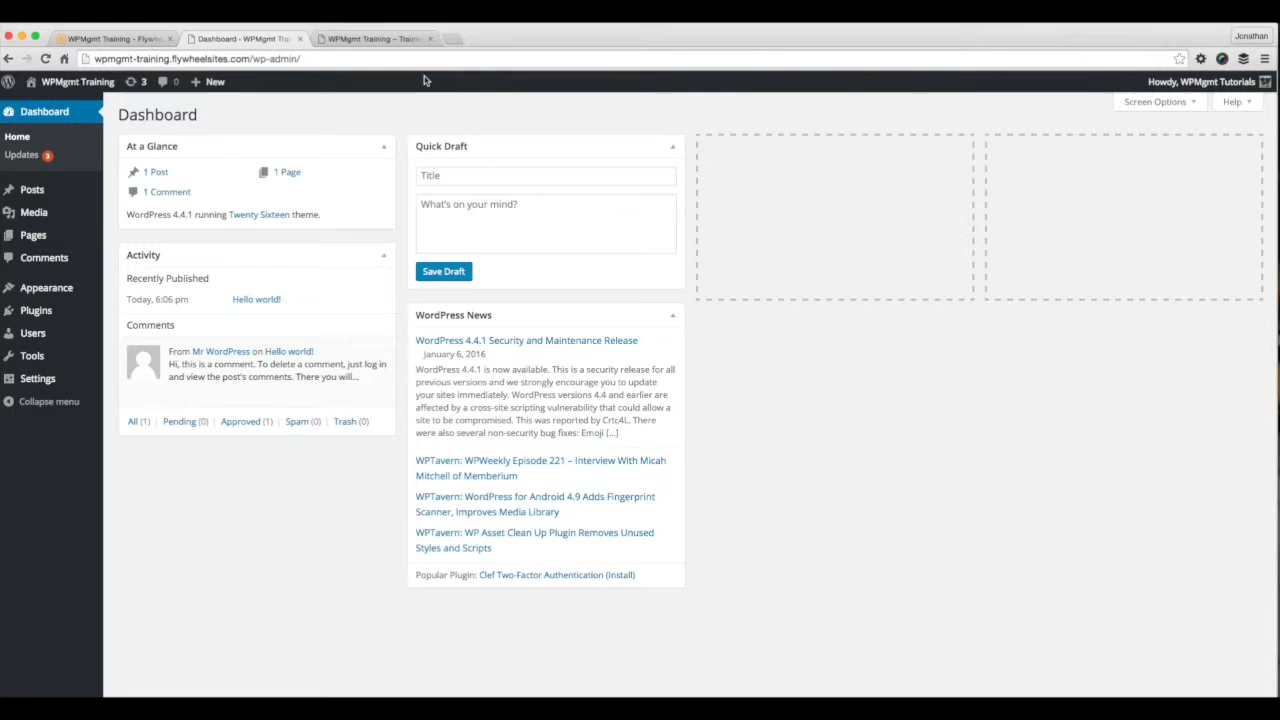 WPMgmt Training - Flywhe
Dashboard - WPMgmt Tra
WPMgmt Training – Trainin
Jonathan
wpmgmt-training.flywheelsites.com/wp-admin/
WPMgmt Training
3
0
New
Howdy, WPMgmt Tutorials
Dashboard
Home
Updates 3
Posts
Media
Pages
Comments
Appearance
Plugins
Users
Tools
Settings
Collapse menu
Screen Options
Help
Dashboard
At a Glance
1 Post
1 Page
1 Comment
WordPress 4.4.1 running Twenty Sixteen theme.
Activity
Recently Published
Today, 6:06 pm
Hello world!
Comments
From Mr WordPress on Hello world!
Hi, this is a comment. To delete a comment, just log in
and view the post's comments. There you will...
All (1) | Pending (0) | Approved (1) | Spam (0) | Trash (0)
Quick Draft
Title
What's on your mind?
Save Draft
WordPress News
WordPress 4.4.1 Security and Maintenance Release
January 6, 2016
WordPress 4.4.1 is now available. This is a security release for all
previous versions and we strongly encourage you to update
your sites immediately. WordPress versions 4.4 and earlier are
affected by a cross-site scripting vulnerability that could allow a
site to be compromised. This was reported by Crtc4L. There
were also several non-security bug fixes: Emoji […]
WPTavern: WPWeekly Episode 221 – Interview With Micah
Mitchell of Memberium
WPTavern: WordPress for Android 4.9 Adds Fingerprint
Scanner, Improves Media Library
WPTavern: WP Asset Clean Up Plugin Removes Unused
Styles and Scripts
Popular Plugin: Clef Two-Factor Authentication (Install)